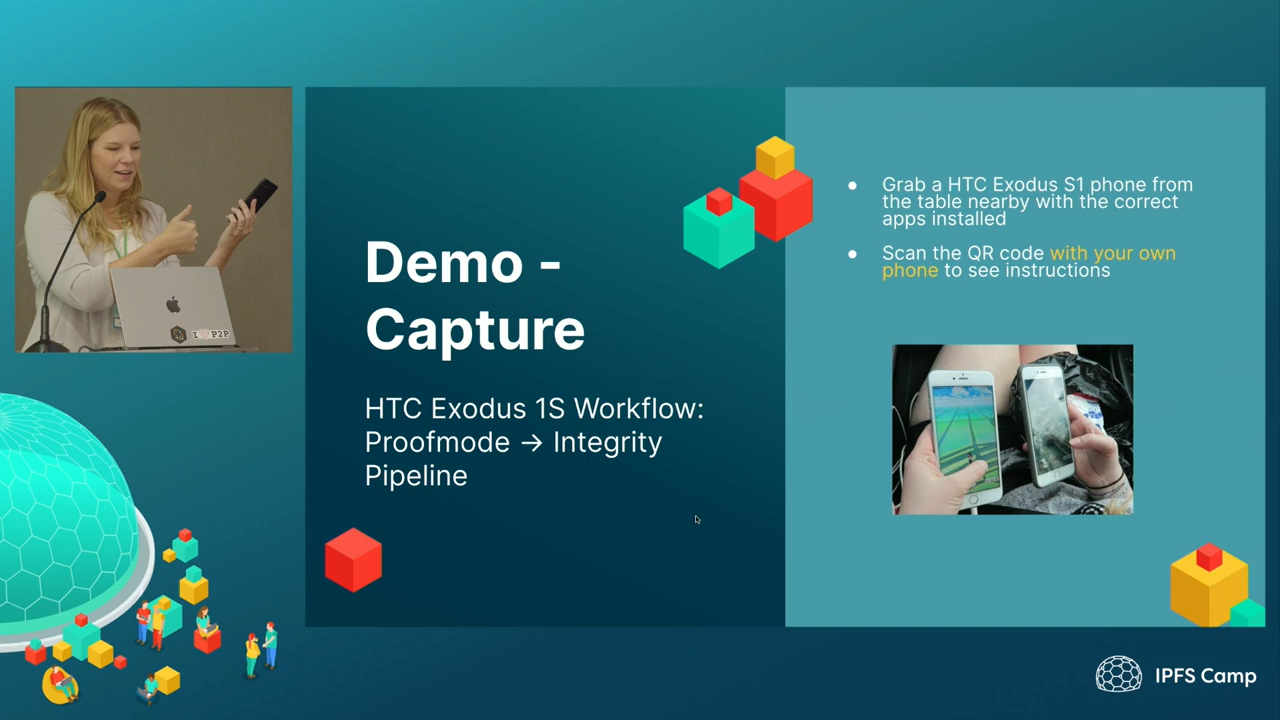 Demo -
Capture
HTC Exodus 1S Workflow:
Proofmode → Integrity
Pipeline
● Grab a HTC Exodus S1 phone from
the table nearby with the correct
apps installed
● Scan the QR code with your own
phone to see instructions
I P2P
IPFS Camp